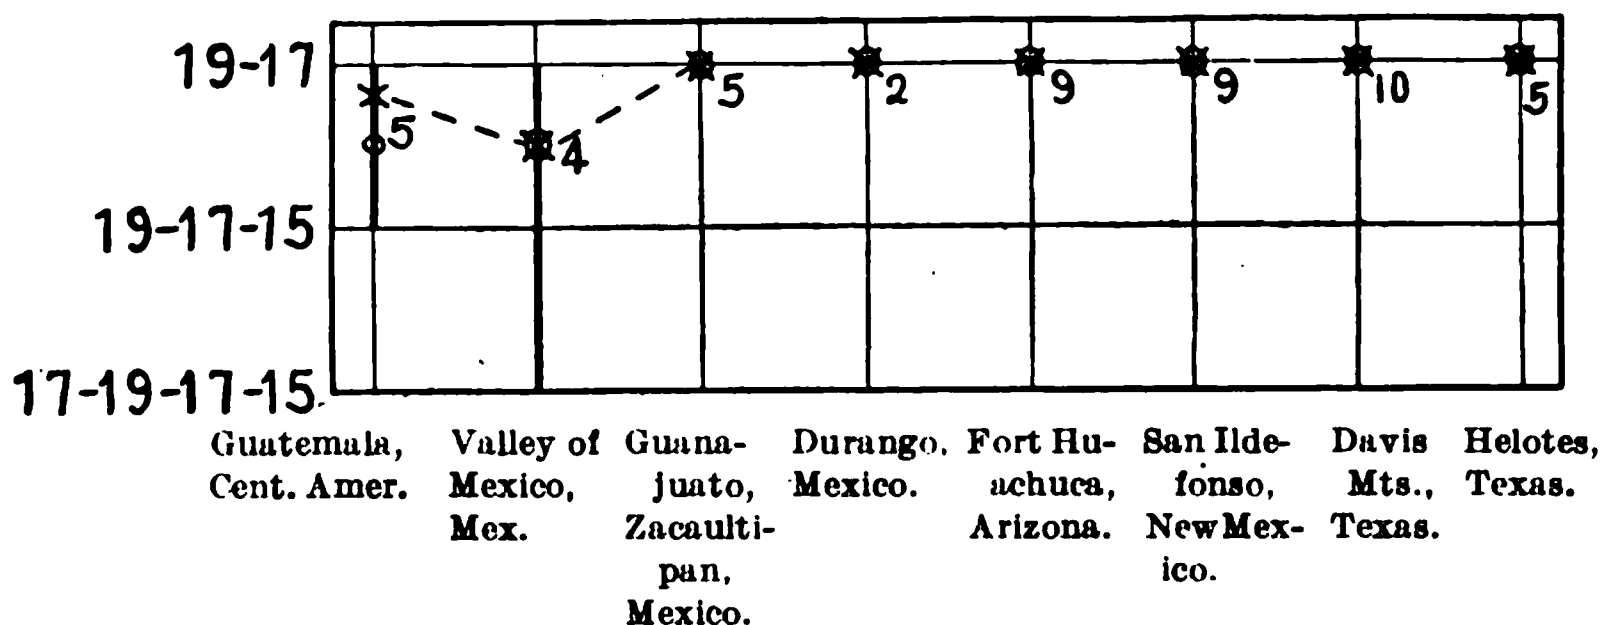 19-17
5 2 9 9 10 5
5 4
19-17-15
17-19-17-15.
Guatemala, Valley of Guana- Durango, Fort Hu- San Ilde- Davis Helotes,
Cent. Amer. Mexico, juato, Mexico. achuca, fonso, Mts., Texas.
Mex. Zacaulti- Arizona. New Mex- Texas.
pan, ico.
Mexico.